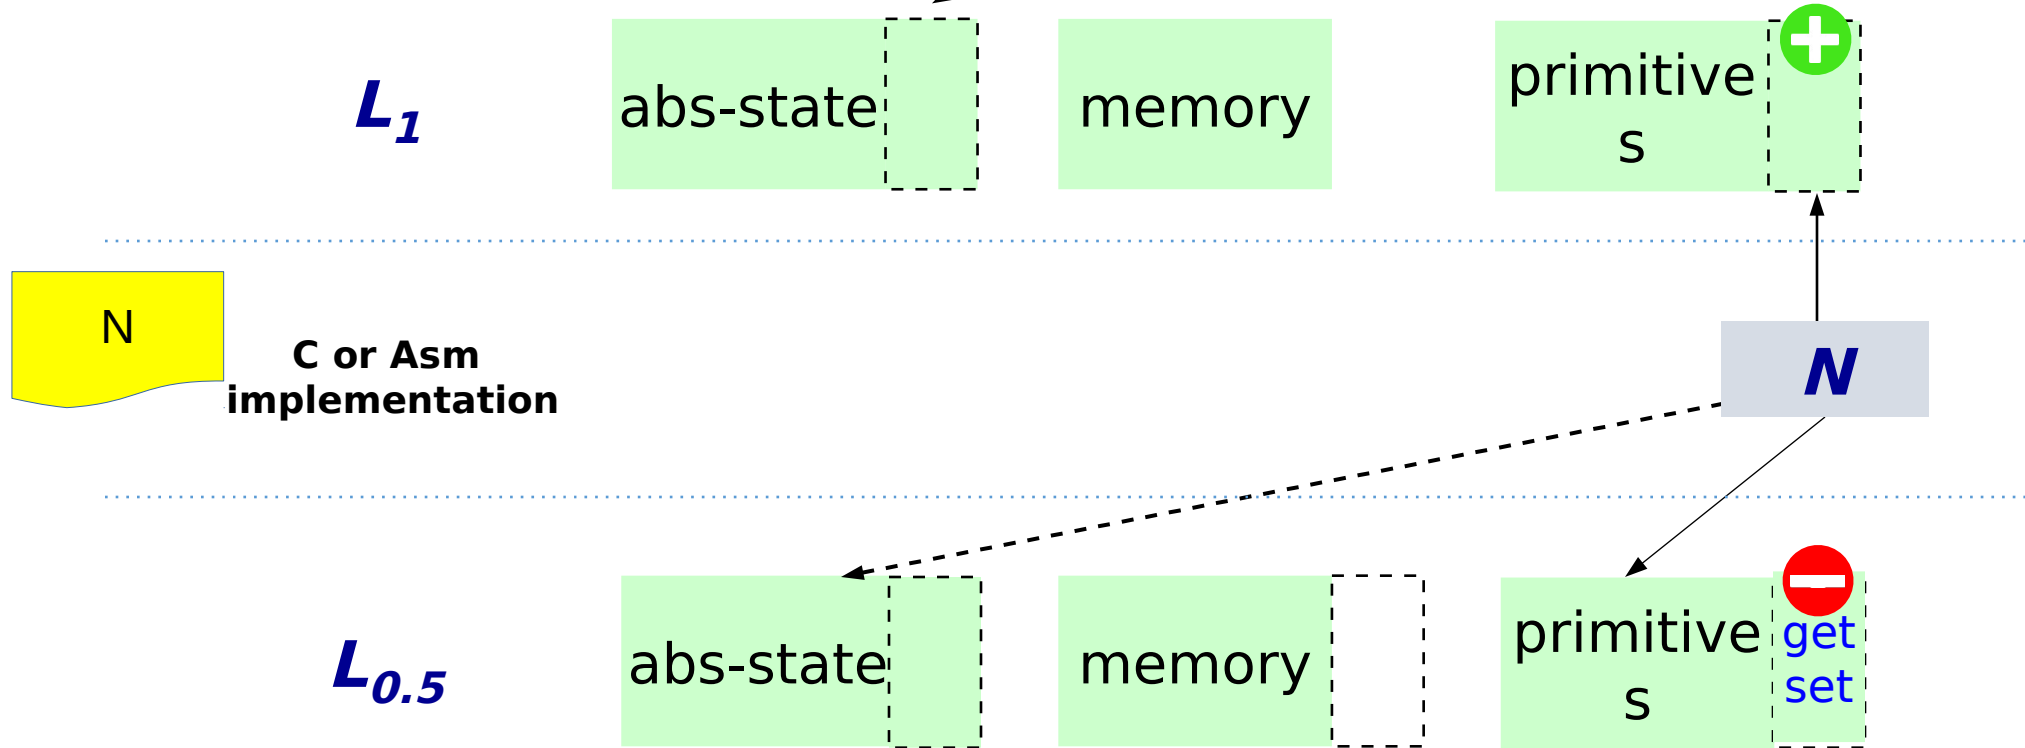 L1
abs-state
memory
primitive
s
N
C or Asm
implementation
N
L0.5
abs-state
memory
primitive
s
get
set